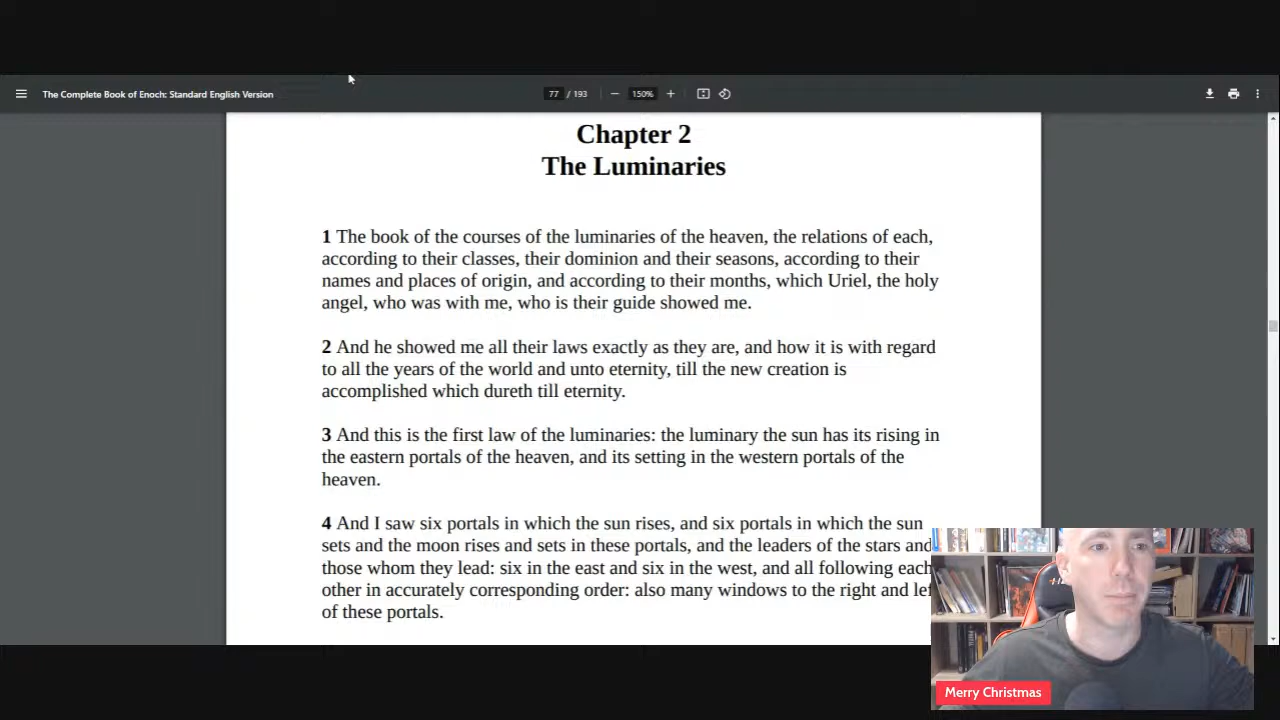 The Complete Book of Enoch: Standard English Version
77 / 193
150%
Chapter 2
The Luminaries
1 The book of the courses of the luminaries of the heaven, the relations of each,
according to their classes, their dominion and their seasons, according to their
names and places of origin, and according to their months, which Uriel, the holy
angel, who was with me, who is their guide showed me.
2 And he showed me all their laws exactly as they are, and how it is with regard
to all the years of the world and unto eternity, till the new creation is
accomplished which dureth till eternity.
3 And this is the first law of the luminaries: the luminary the sun has its rising in
the eastern portals of the heaven, and its setting in the western portals of the
heaven.
4 And I saw six portals in which the sun rises, and six portals in which the sun
sets and the moon rises and sets in these portals, and the leaders of the stars and
those whom they lead: six in the east and six in the west, and all following each
other in accurately corresponding order: also many windows to the right and lef
of these portals.
Merry Christmas